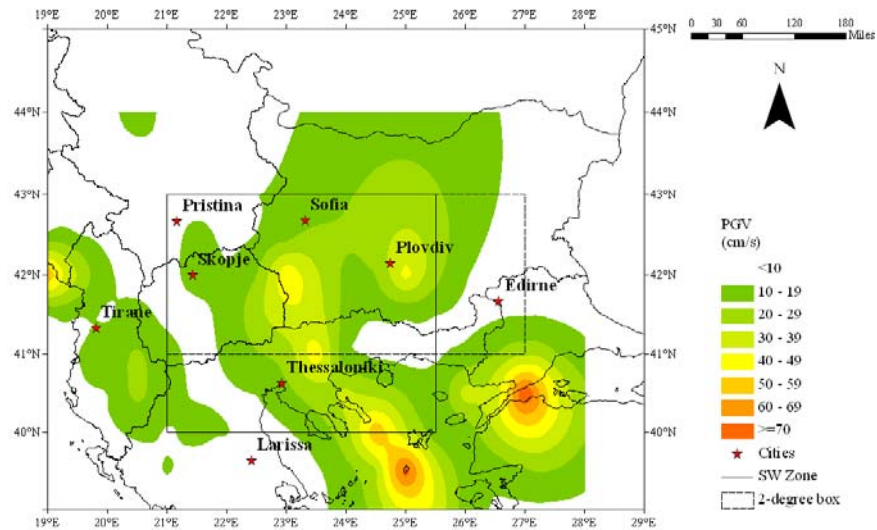 19°E 20°E 21°E 22°E 23°E 24°E 25°E 26°E 27°E 45°N
0 30 60 120 180
Miles
N
44°N 44°N
43°N 43°N
Pristina Sofia
Plovdiv
42°N 42°N
Skopje
Edirne
Tirane
41°N 41°N
Thessaloniki
40°N 40°N
Larissa
19°E 20°E 21°E 22°E 23°E 24°E 25°E 26°E 27°E 28°E 29°E
PGV
(cm/s)
<10
10 - 19
20 - 29
30 - 39
40 - 49
50 - 59
60 - 69
>=70
Cities
SW Zone
2-degree box